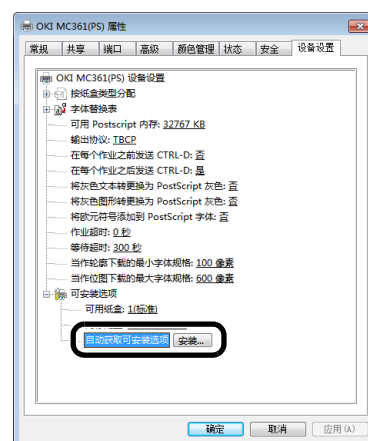 OKI MC361(PS) 属性
常规 共享 端口 高级 颜色管理 状态 安全 设备设置
OKI MC361(PS) 设备设置
按纸盒类型分配
字体替换表
可用 Postscript 内存: 32767 KB
输出协议: TBCP
在每个作业之前发送 CTRL-D: 否
在每个作业之后发送 CTRL-D: 是
将灰色文本转更换为 PostScript 灰色: 否
将灰色图形转更换为 PostScript 灰色: 否
将欧元符号添加到 PostScript 字体: 否
作业超时: 0 秒
等待超时: 300 秒
当作轮廓下载的最小字体规格: 100 像素
当作位图下载的最大字体规格: 600 像素
可安装选项
可用纸盒: 1(标准)
自动获取可安装选项 安装...
确定 取消 应用(A)